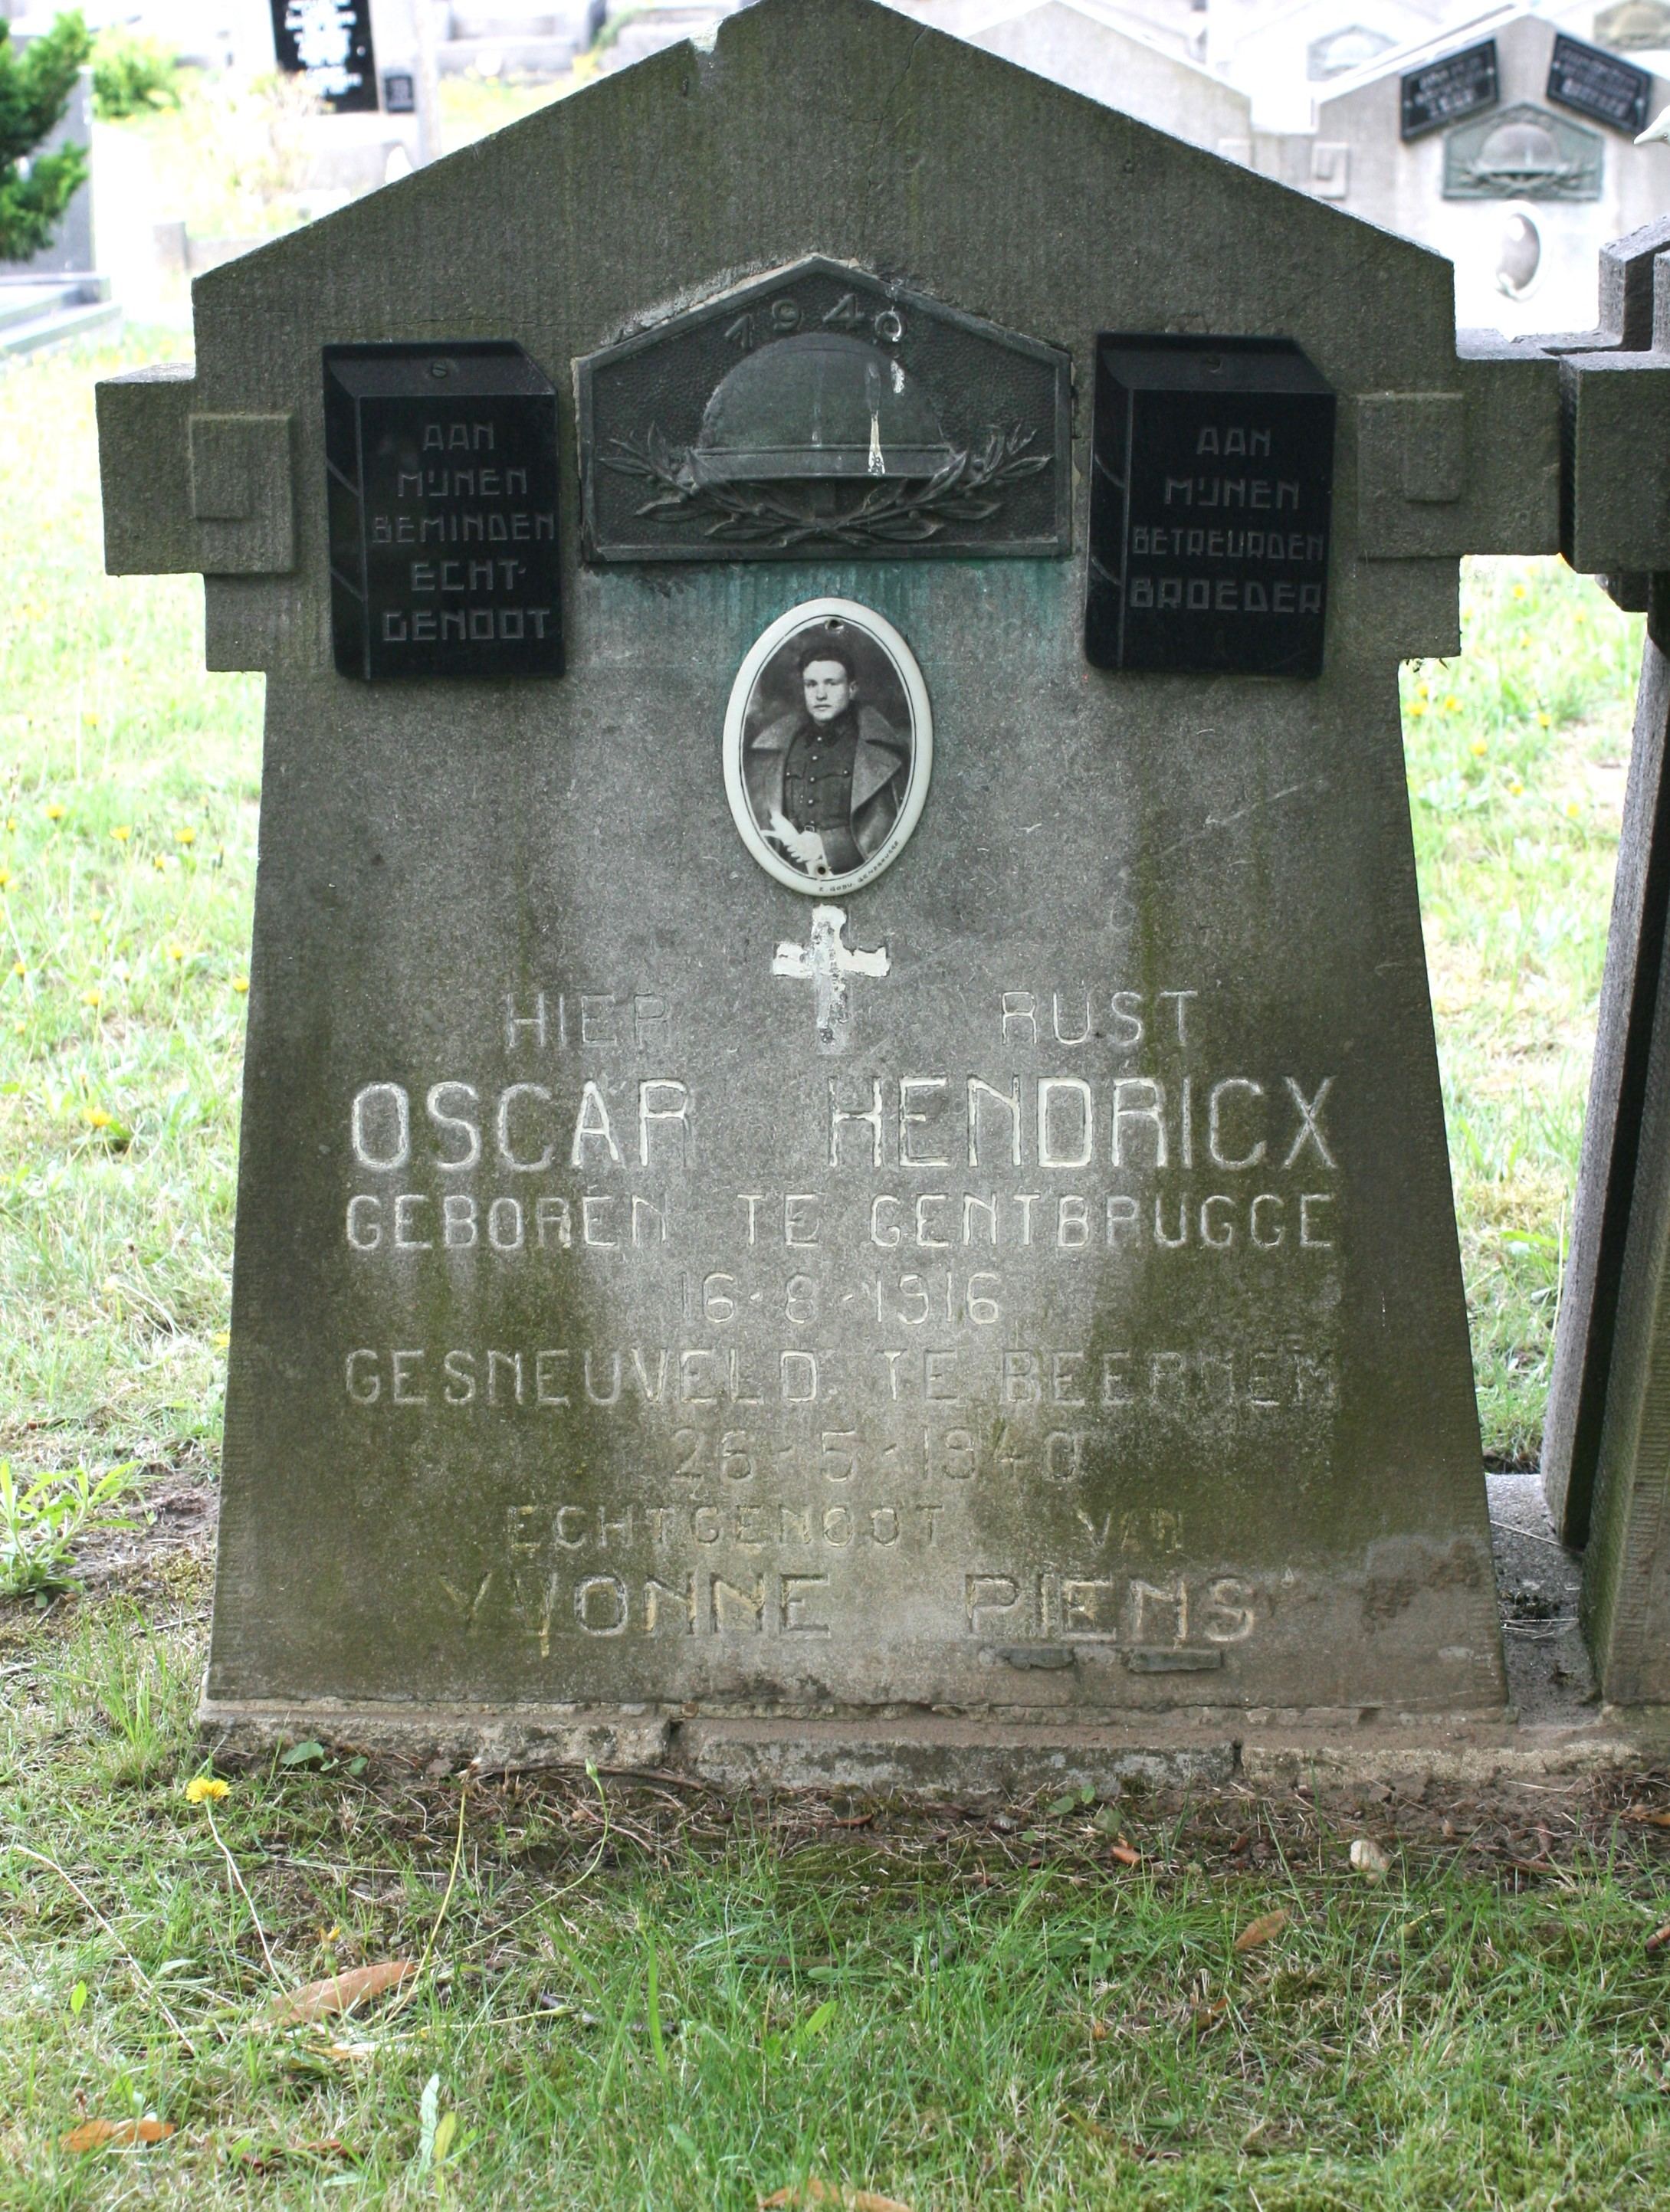 1940
AAN
MIJNEN
BEMINDEN
ECHT-
GENOOT
AAN
MIJNEN
BETREURDEN
BROEDER
HIER RUST
OSCAR HENDRICX
GEBOREN TE GENTBRUGGE
16-8-1916
GESNEUVELD TE BEERNEM
26-5-1940
ECHTGENOOT VAN
YVONNE PIENS